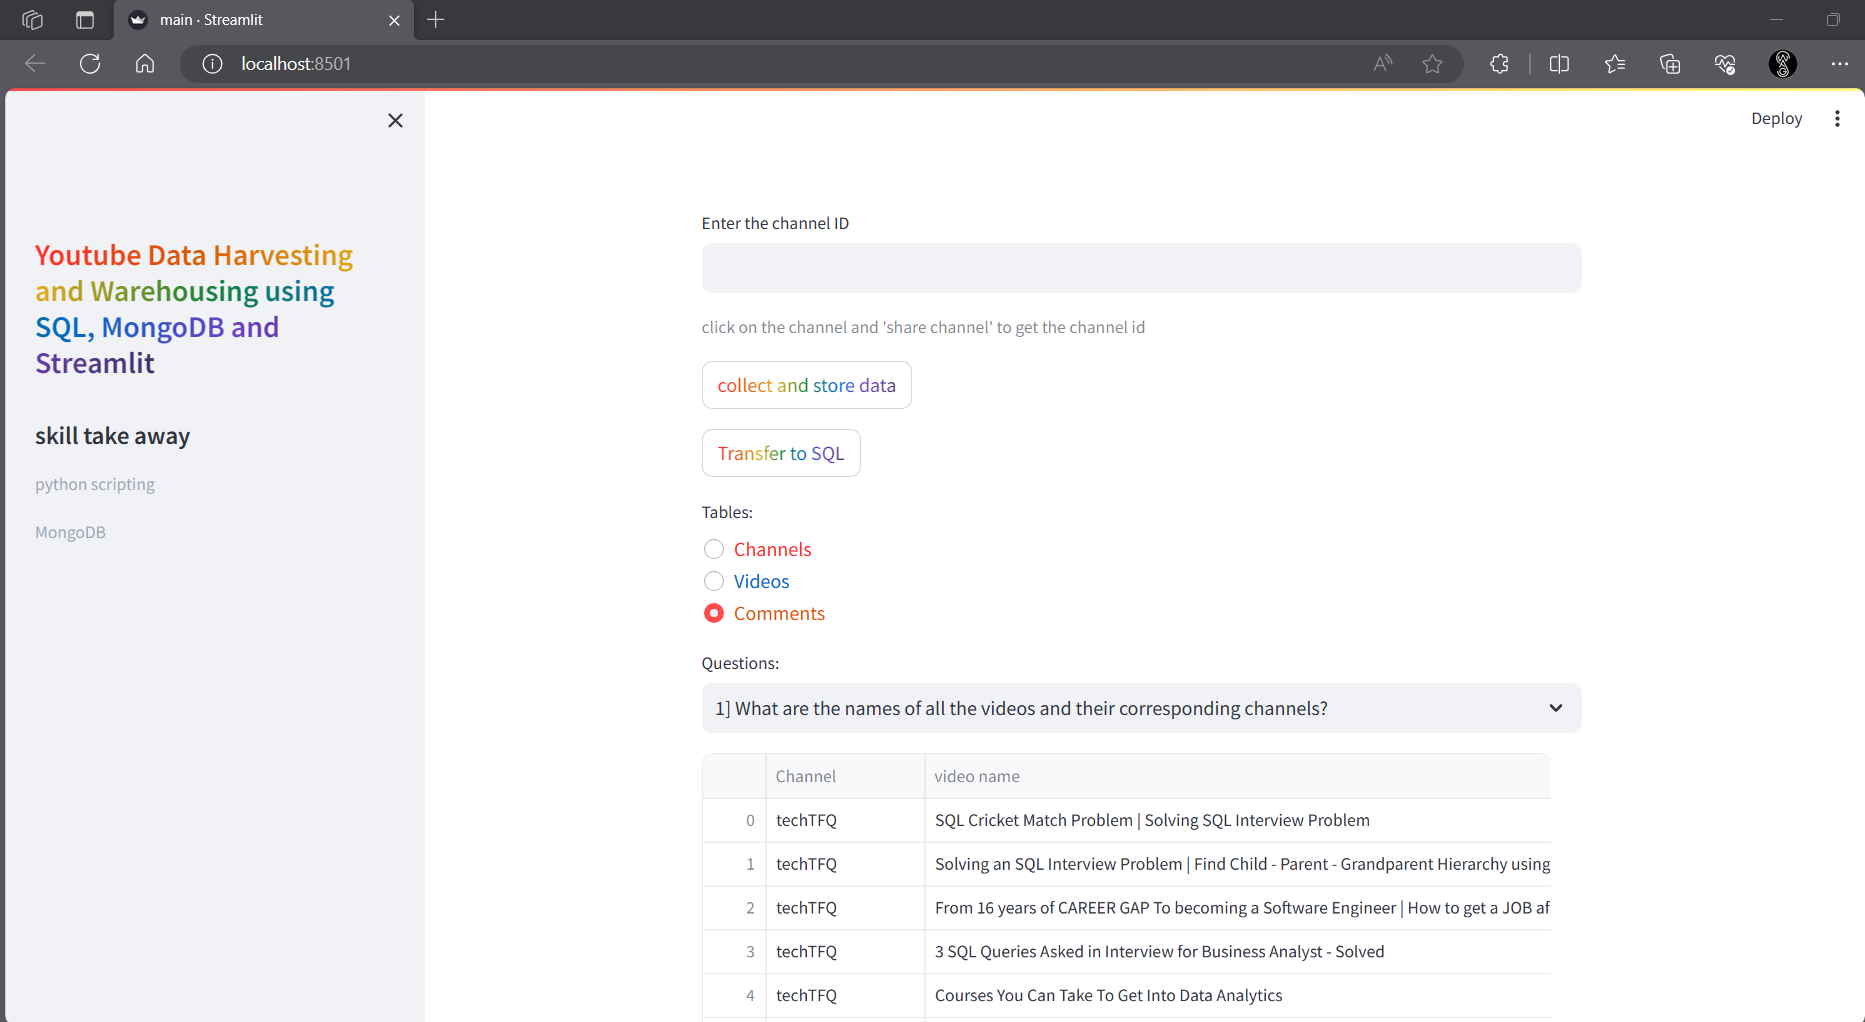 main · Streamlit
localhost:8501
Deploy
Youtube Data Harvesting
and Warehousing using
SQL, MongoDB and
Streamlit
skill take away
python scripting
MongoDB
Enter the channel ID
click on the channel and 'share channel' to get the channel id
collect and store data
Transfer to SQL
Tables:
Channels
Videos
Comments
Questions:
1] What are the names of all the videos and their corresponding channels?
Channel video name
0 techTFQ SQL Cricket Match Problem | Solving SQL Interview Problem
1 techTFQ Solving an SQL Interview Problem | Find Child - Parent - Grandparent Hierarchy using
2 techTFQ From 16 years of CAREER GAP To becoming a Software Engineer | How to get a JOB af
3 techTFQ 3 SQL Queries Asked in Interview for Business Analyst - Solved
4 techTFQ Courses You Can Take To Get Into Data Analytics